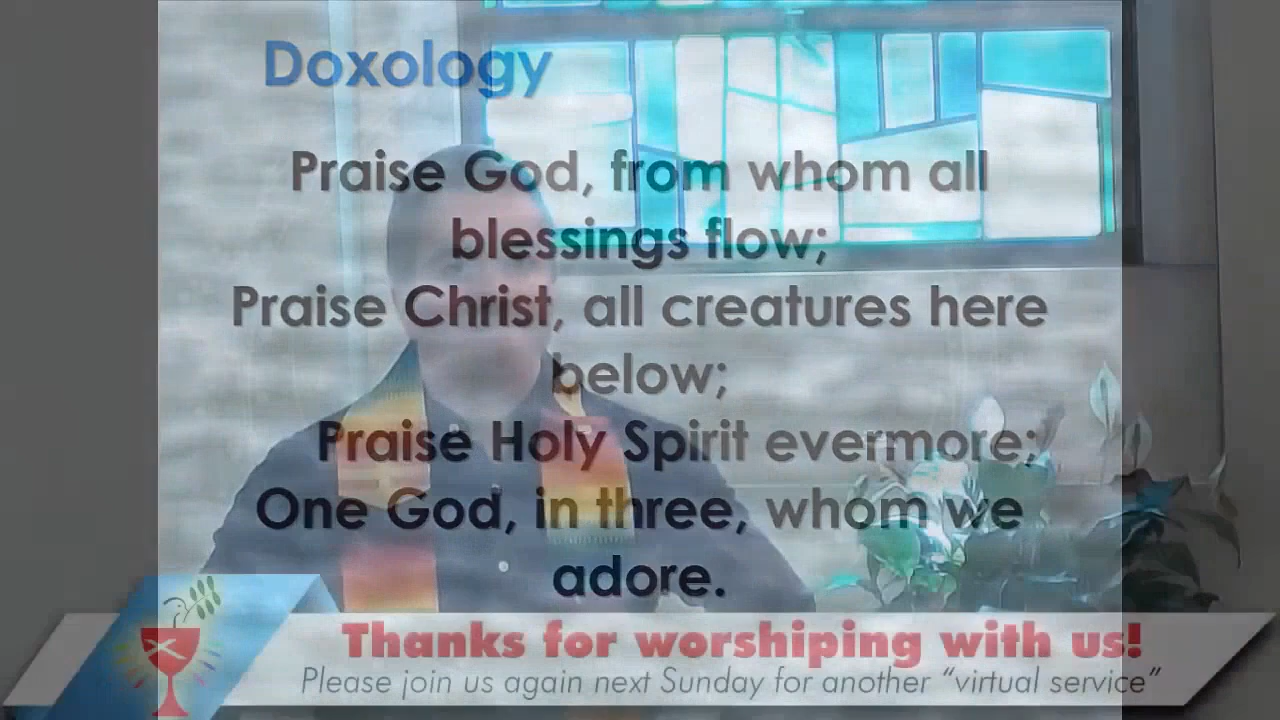 Doxology
Praise God, from whom all
blessings flow;
Praise Christ, all creatures here
below;
Praise Holy Spirit evermore;
One God, in three, whom we
adore.
Thanks for worshiping with us!
Please join us again next Sunday for another “virtual service”